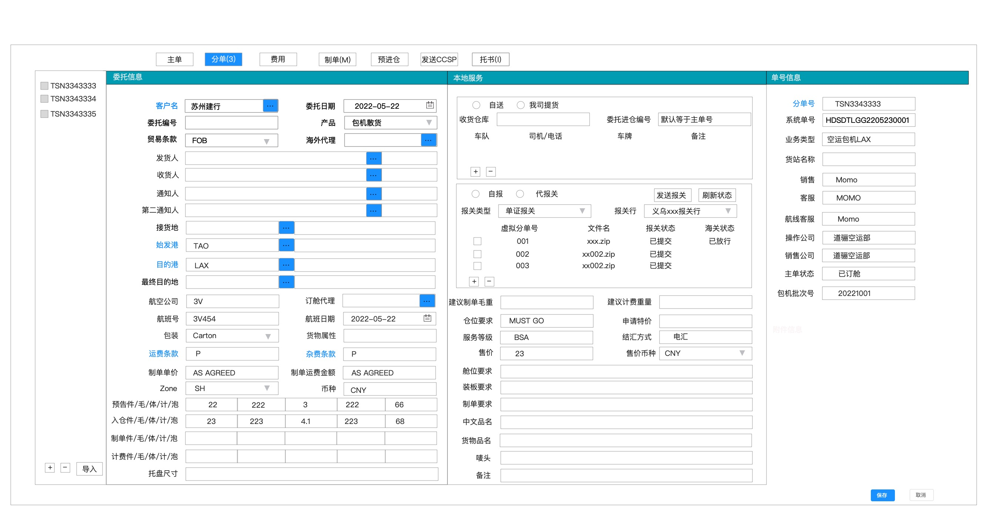 主单 分单(3) 费用 制单(M) 预进仓 发送CCSP 托书(I)
TSN3343333
TSN3343334
TSN3343335
+ − 导入
委托信息
客户名 苏州建行 ... 委托日期 2022-05-22
委托编号 产品 包机散货
贸易条款 FOB 海外代理 ...
发货人 ...
收货人 ...
通知人 ...
第二通知人 ...
接货地 ...
始发港 TAO ...
目的港 LAX ...
最终目的地 ...
航空公司 3V 订舱代理 ...
航班号 3V454 航班日期 2022-05-22
包装 Carton 货物属性
运费条款 P 杂费条款 P
制单单价 AS AGREED 制单运费金额 AS AGREED
Zone SH 币种 CNY
预告件/毛/体/计/泡 22 222 3 222 66
入仓件/毛/体/计/泡 23 223 4.1 223 68
制单件/毛/体/计/泡
计费件/毛/体/计/泡
托盘尺寸
本地服务
自送 我司提货
收货仓库 委托进仓编号 默认等于主单号
车队 司机/电话 车牌 备注
+ −
自报 代报关 发送报关 刷新状态
报关类型 单证报关 报关行 义乌xxx报关行
虚拟分单号 文件名 报关状态 海关状态
001 xxx.zip 已提交 已放行
002 xx002.zip 已提交
003 xx002.zip 已提交
+ −
建议制单毛重 建议计费重量
仓位要求 MUST GO 申请特价
服务等级 BSA 结汇方式 电汇
售价 23 售价币种 CNY
舱位要求
装板要求
制单要求
中文品名
货物品名
唛头
备注
单号信息
分单号 TSN3343333
系统单号 HDSDTLGG2205230001
业务类型 空运包机LAX
货站名称
销售 Momo
客服 MOMO
航线客服 Momo
操作公司 道骊空运部
销售公司 道骊空运部
主单状态 已订舱
包机批次号 20221001
附件信息
保存 取消